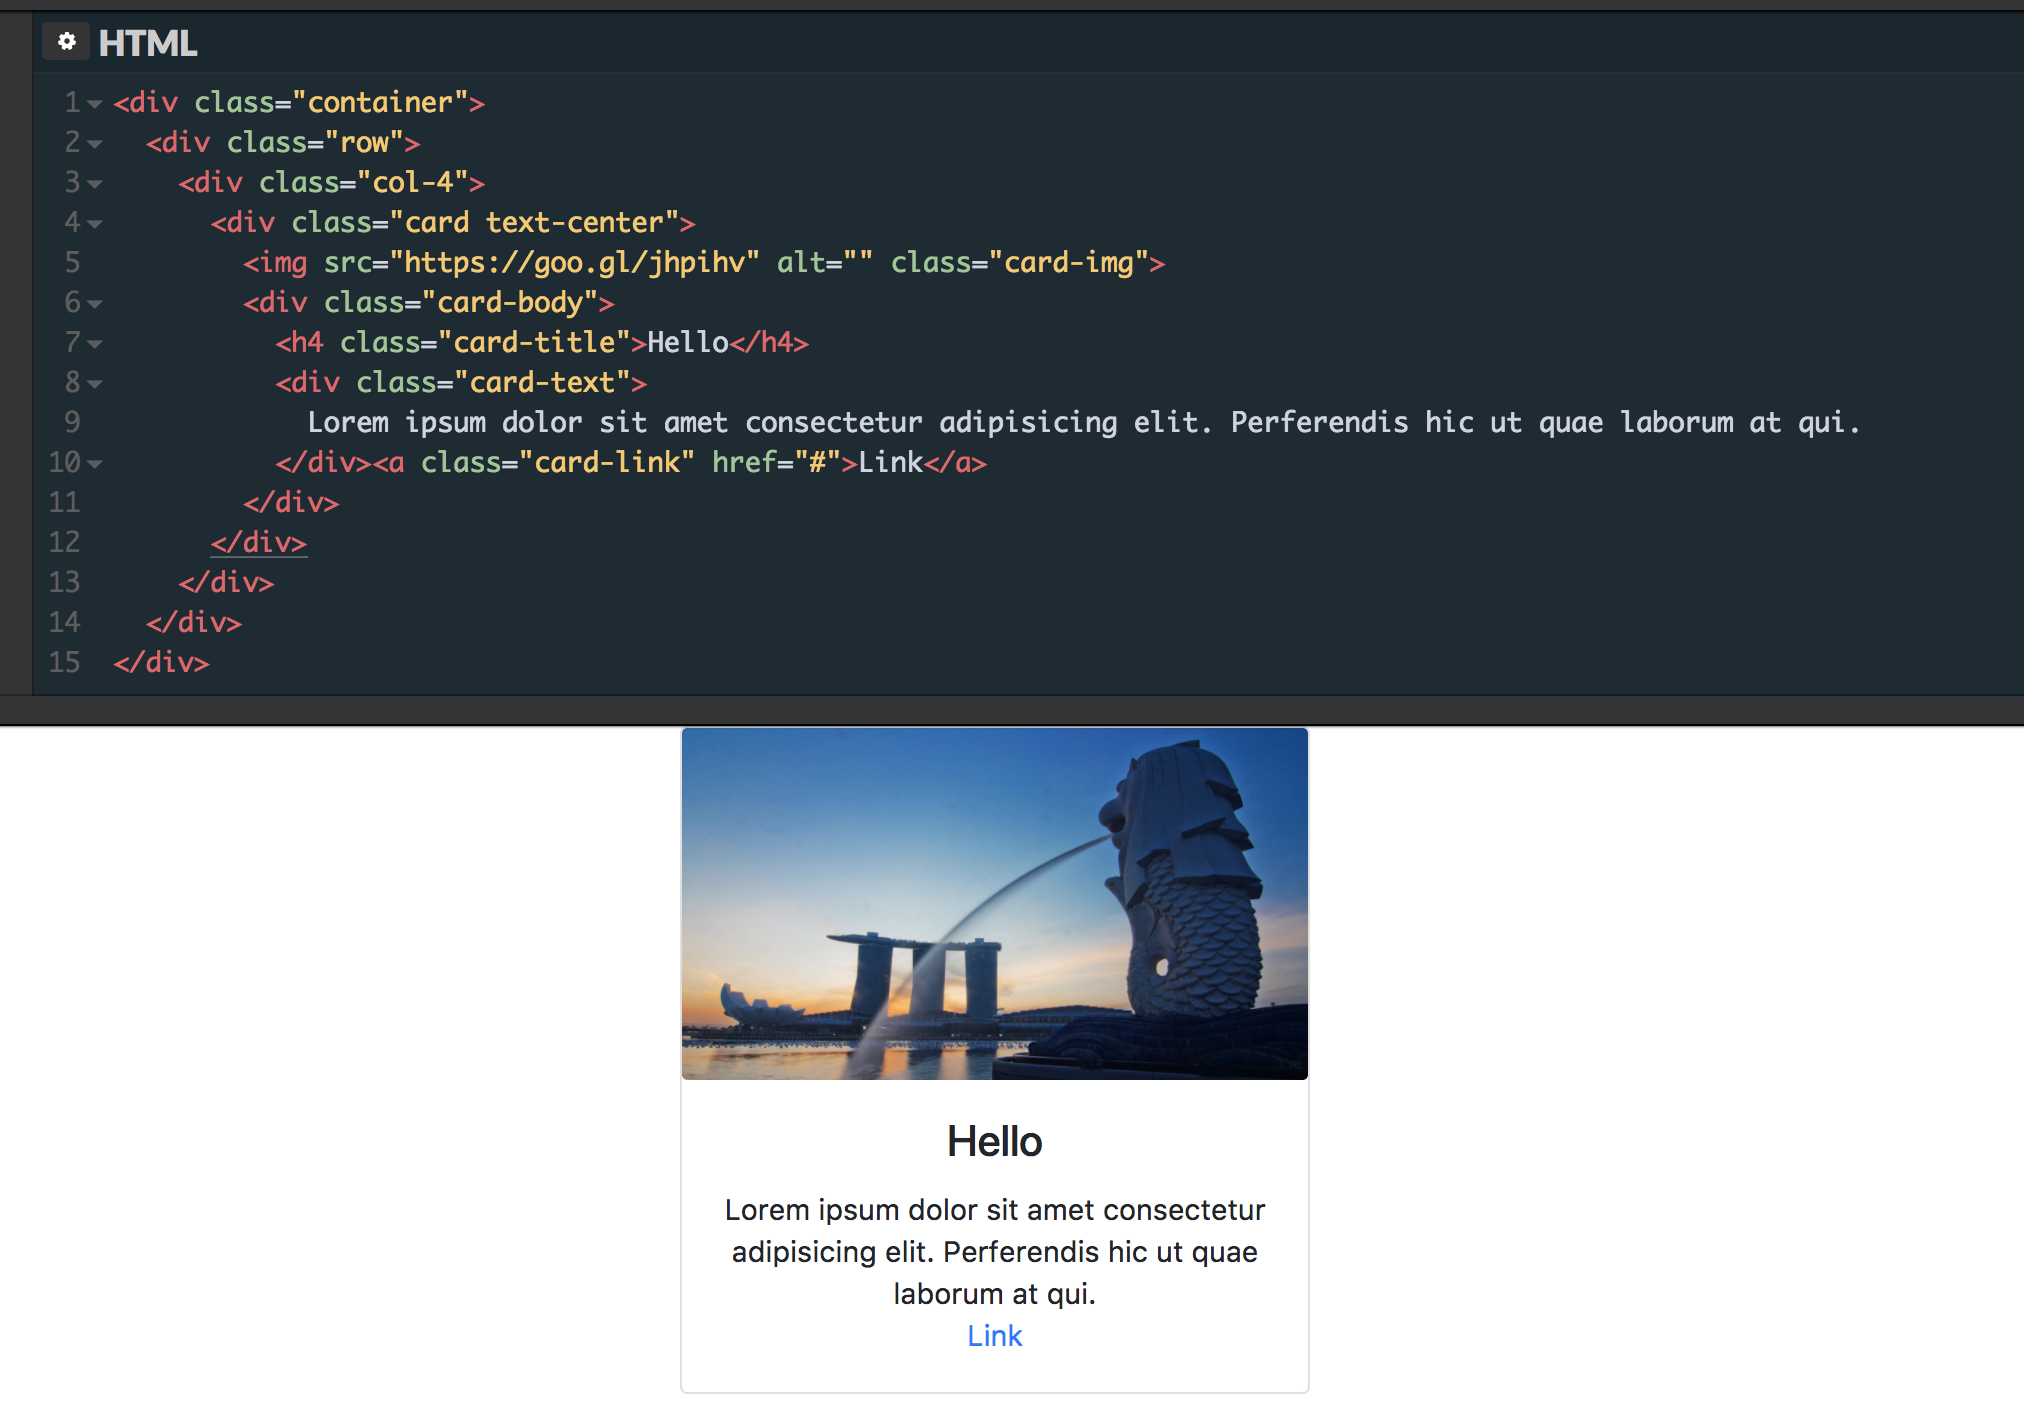 HTML
1 <div class="container">
2   <div class="row">
3     <div class="col-4">
4       <div class="card text-center">
5         <img src="https://goo.gl/jhpihv" alt="" class="card-img">
6         <div class="card-body">
7           <h4 class="card-title">Hello</h4>
8           <div class="card-text">
9             Lorem ipsum dolor sit amet consectetur adipisicing elit. Perferendis hic ut quae laborum at qui.
10           </div><a class="card-link" href="#">Link</a>
11         </div>
12       </div>
13     </div>
14   </div>
15 </div>
Hello
Lorem ipsum dolor sit amet consectetur
adipisicing elit. Perferendis hic ut quae
laborum at qui.
Link